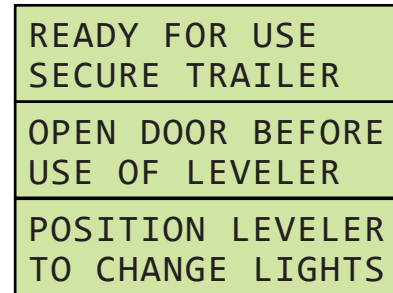 READY FOR USE
SECURE TRAILER
OPEN DOOR BEFORE
USE OF LEVELER
POSITION LEVELER
TO CHANGE LIGHTS